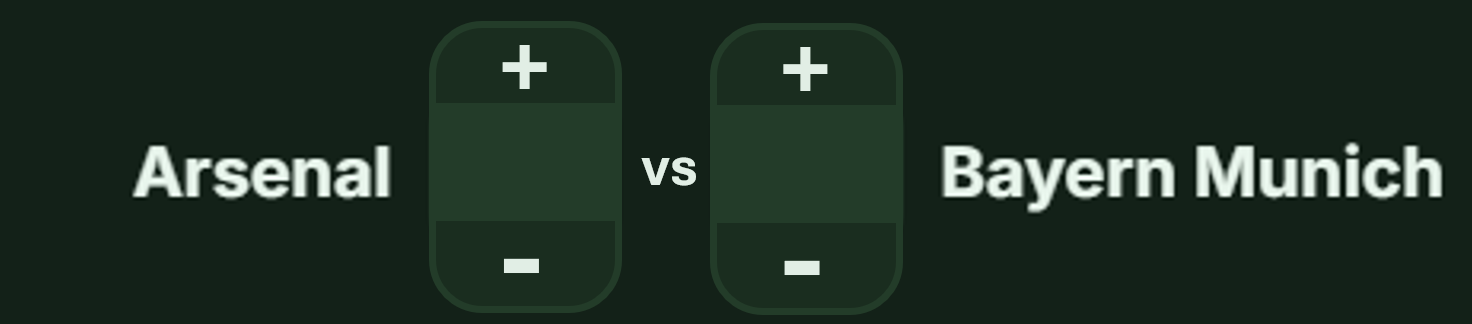 + +
Arsenal vs Bayern Munich
- -